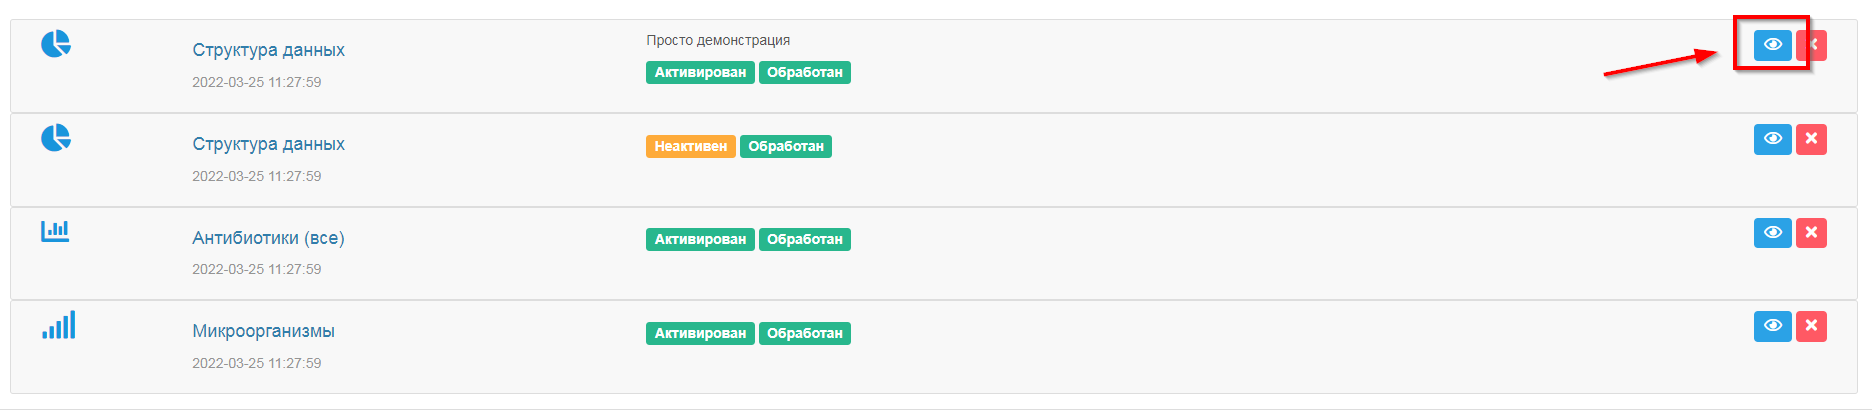 Структура данных
2022-03-25 11:27:59
Просто демонстрация
Активирован Обработан
Структура данных
2022-03-25 11:27:59
Неактивен Обработан
Антибиотики (все)
2022-03-25 11:27:59
Активирован Обработан
Микроорганизмы
2022-03-25 11:27:59
Активирован Обработан